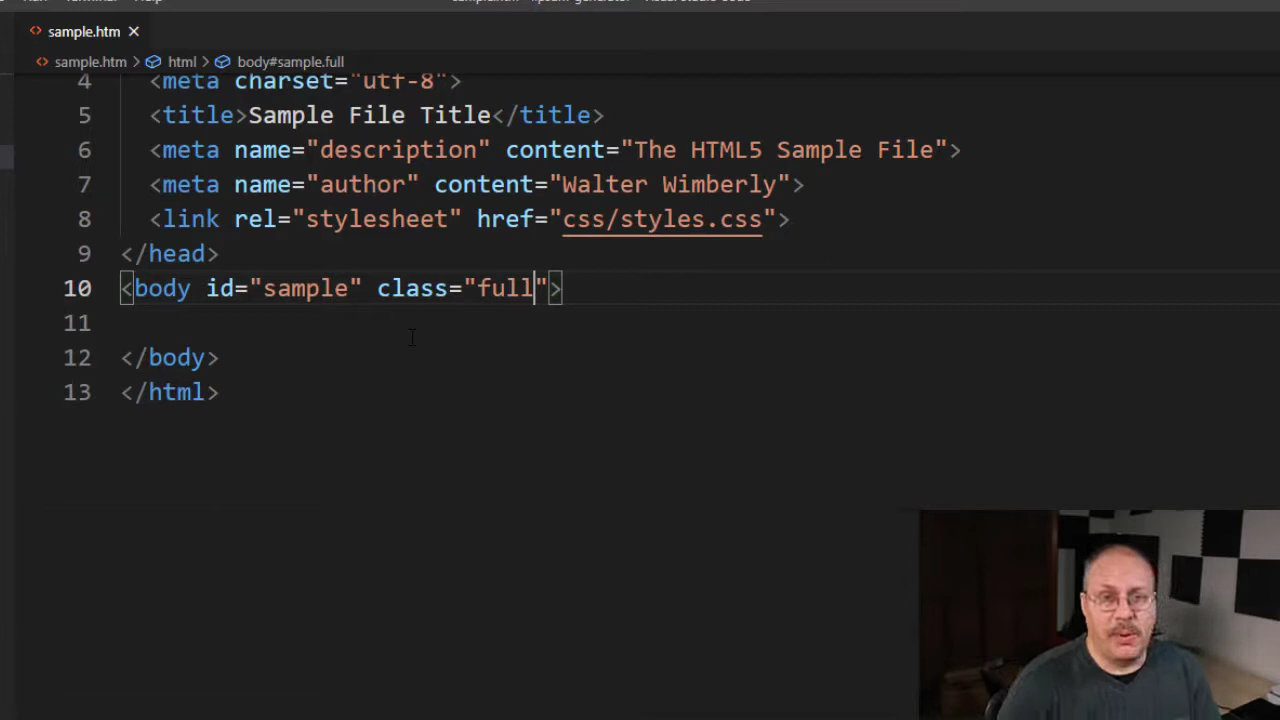 sample.htm
sample.htm > html > body#sample.full
4 <meta charset="utf-8">
5 <title>Sample File Title</title>
6 <meta name="description" content="The HTML5 Sample File">
7 <meta name="author" content="Walter Wimberly">
8 <link rel="stylesheet" href="css/styles.css">
9 </head>
10 <body id="sample" class="full">
11
12 </body>
13 </html>